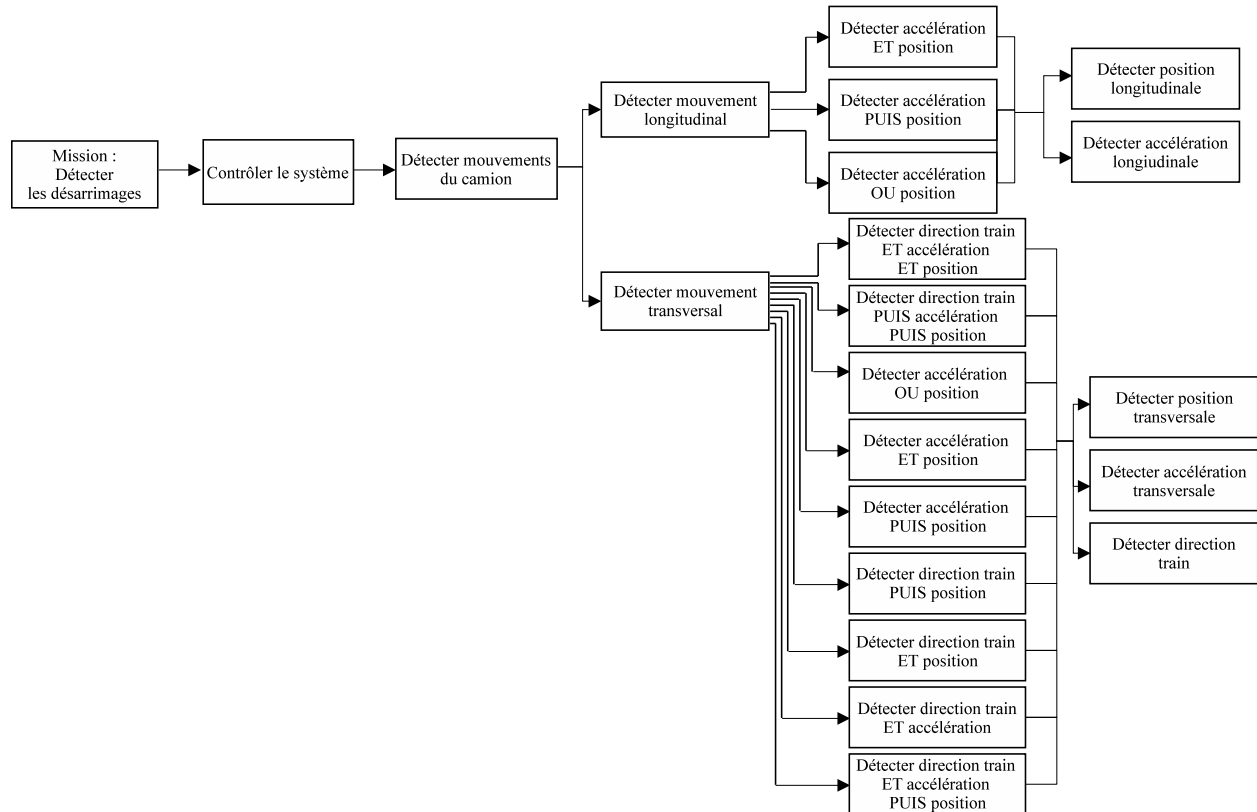 Mission :
Détecter
les désarrimages
Contrôler le système
Détecter mouvements
du camion
Détecter mouvement
longitudinal
Détecter mouvement
transversal
Détecter accélération
ET position
Détecter accélération
PUIS position
Détecter accélération
OU position
Détecter position
longitudinale
Détecter accélération
longiudinale
Détecter direction train
ET accélération
ET position
Détecter direction train
PUIS accélération
PUIS position
Détecter accélération
OU position
Détecter accélération
ET position
Détecter accélération
PUIS position
Détecter direction train
PUIS position
Détecter direction train
ET position
Détecter direction train
ET accélération
Détecter direction train
ET accélération
PUIS position
Détecter position
transversale
Détecter accélération
transversale
Détecter direction
train